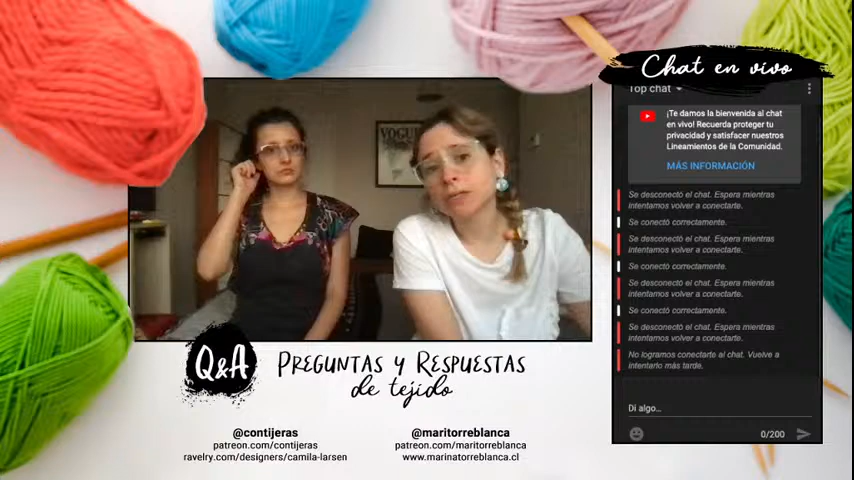 Chat en vivo
Top chat
¡Te damos la bienvenida al chat
en vivo! Recuerda proteger tu
privacidad y satisfacer nuestros
Lineamientos de la Comunidad.
MÁS INFORMACIÓN
Se desconectó el chat. Espera mientras
intentamos volver a conectarte.
Se conectó correctamente.
Se desconectó el chat. Espera mientras
intentamos volver a conectarte.
Se conectó correctamente.
Se desconectó el chat. Espera mientras
intentamos volver a conectarte.
Se conectó correctamente.
Se desconectó el chat. Espera mientras
intentamos volver a conectarte.
No logramos conectarte al chat. Vuelve a
intentarlo más tarde.
Di algo...
0/200
VOGUE
Q&A
PREGUNTAS Y RESPUESTAS
de tejido
@contijeras
patreon.com/contijeras
ravelry.com/designers/camila-larsen
@maritorreblanca
patreon.com/maritorreblanca
www.marinatorreblanca.cl